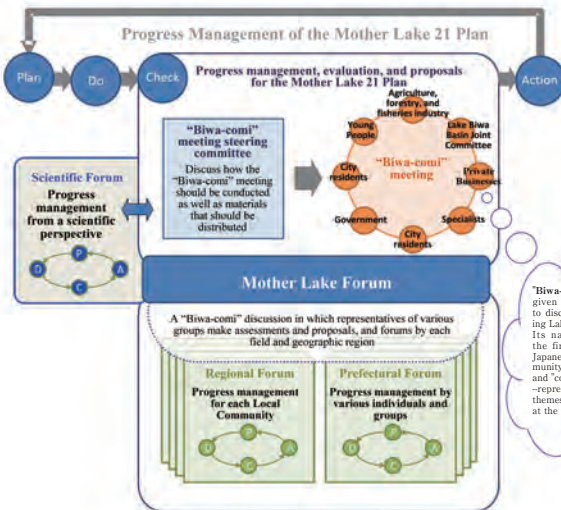 Progress Management of the Mother Lake 21 Plan
Plan
Do
Check
Action
Progress management, evaluation, and proposals
for the Mother Lake 21 Plan
"Biwa-comi"
meeting steering
committee
Discuss how the
"Biwa-comi" meeting
should be conducted
as well as materials
that should be
distributed
Agriculture,
forestry, and
fisheries industry
Young
People
Lake Biwa
Basin Joint
Committee
City
residents
"Biwa-comi"
meeting
Private
Businesses
Government
Specialists
City
residents
Scientific Forum
Progress
management
from a scientific
perspective
P
D
A
C
Mother Lake Forum
A "Biwa-comi" discussion in which representatives of various
groups make assessments and proposals, and forums by each
field and geographic region
Regional Forum
Progress management
for each Local
Community
P
D
A
C
Prefectural Forum
Progress management by
various individuals and
groups
P
D
A
C
"Biwa-
given
to disc
ing Lak
Its na
the fir
Japane
munity
and "co
–repre
themes
at the